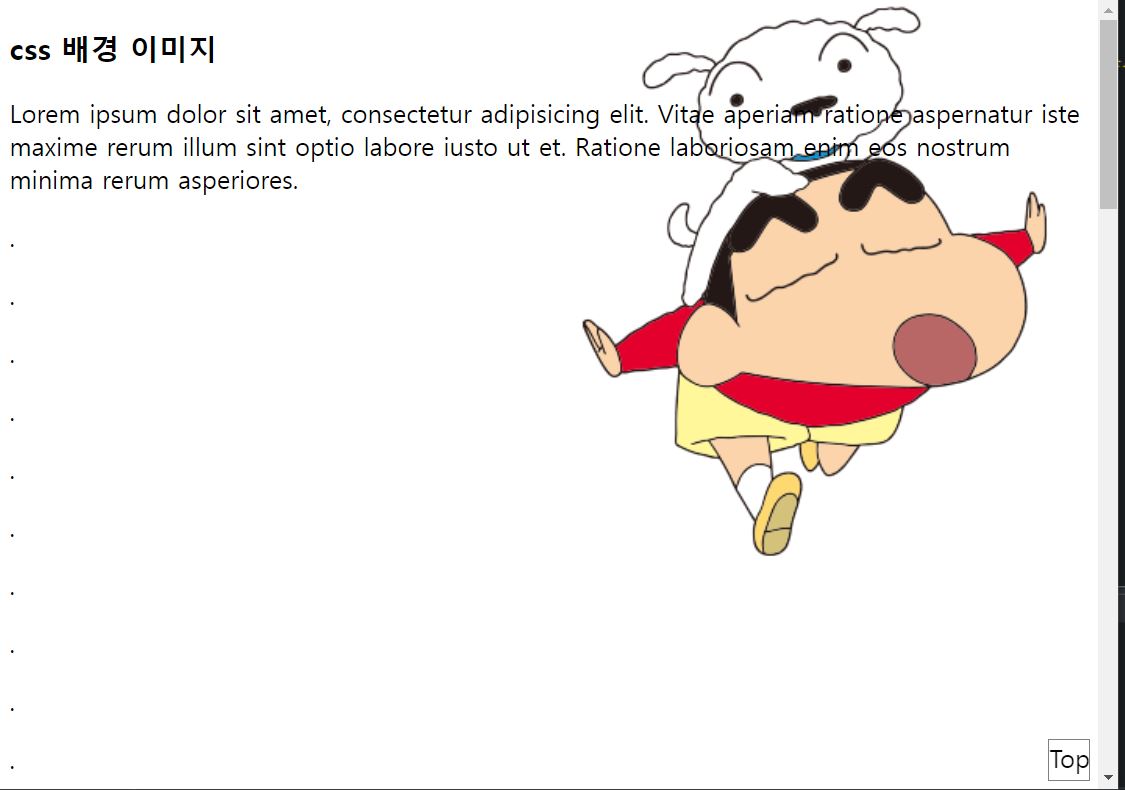 css 배경 이미지
Lorem ipsum dolor sit amet, consectetur adipisicing elit. Vitae aperiam ratione aspernatur iste
maxime rerum illum sint optio labore iusto ut et. Ratione laboriosam enim eos nostrum
minima rerum asperiores.
.
.
.
.
.
.
.
.
.
.
Top